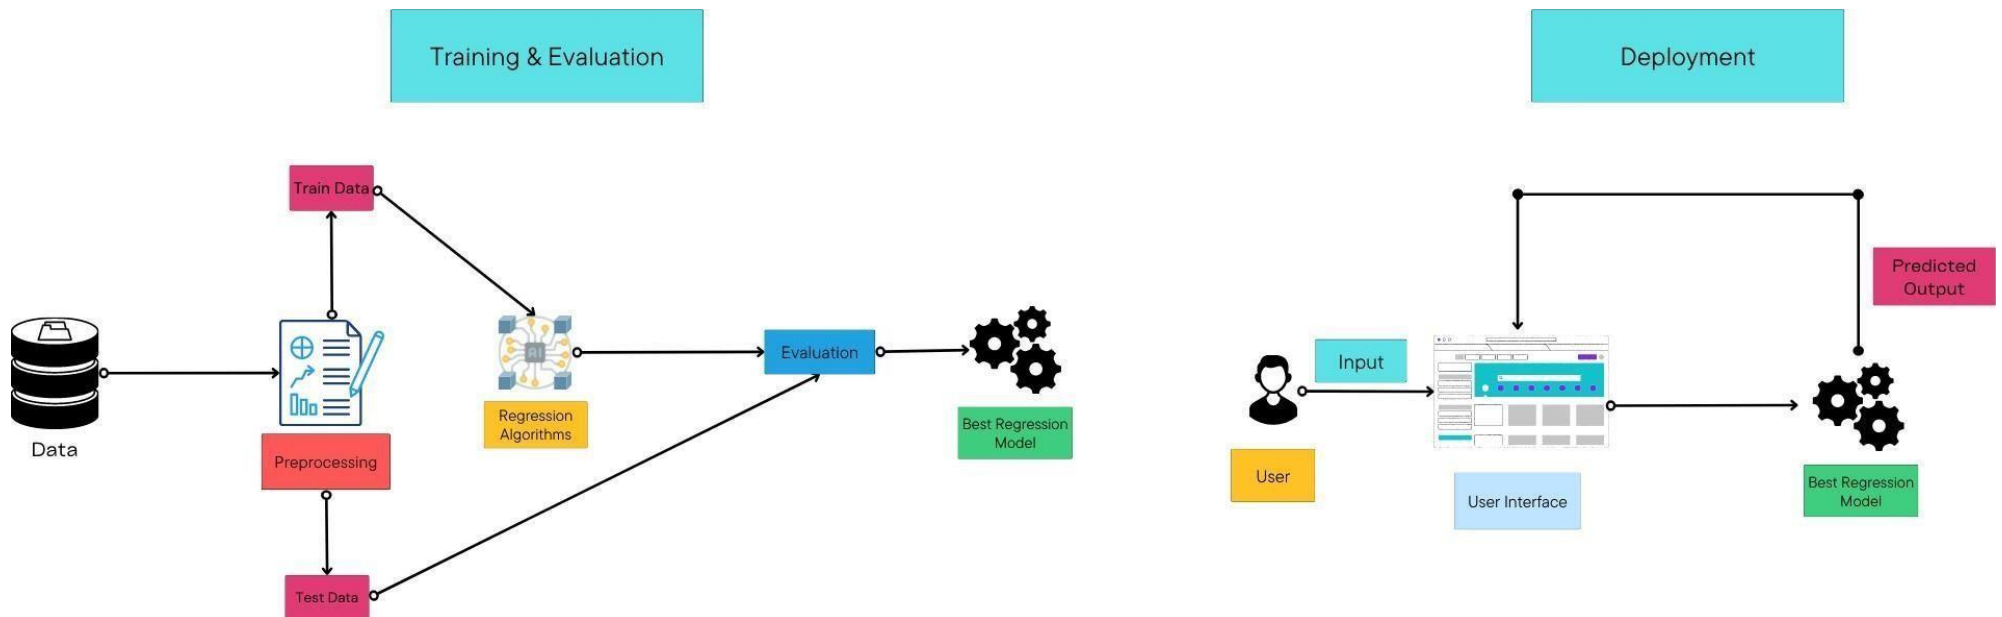 Training & Evaluation
Deployment
Train Data
Data
Preprocessing
Test Data
AI
Regression
Algorithms
Evaluation
Best Regression
Model
Predicted
Output
Input
User
User Interface
Best Regression
Model